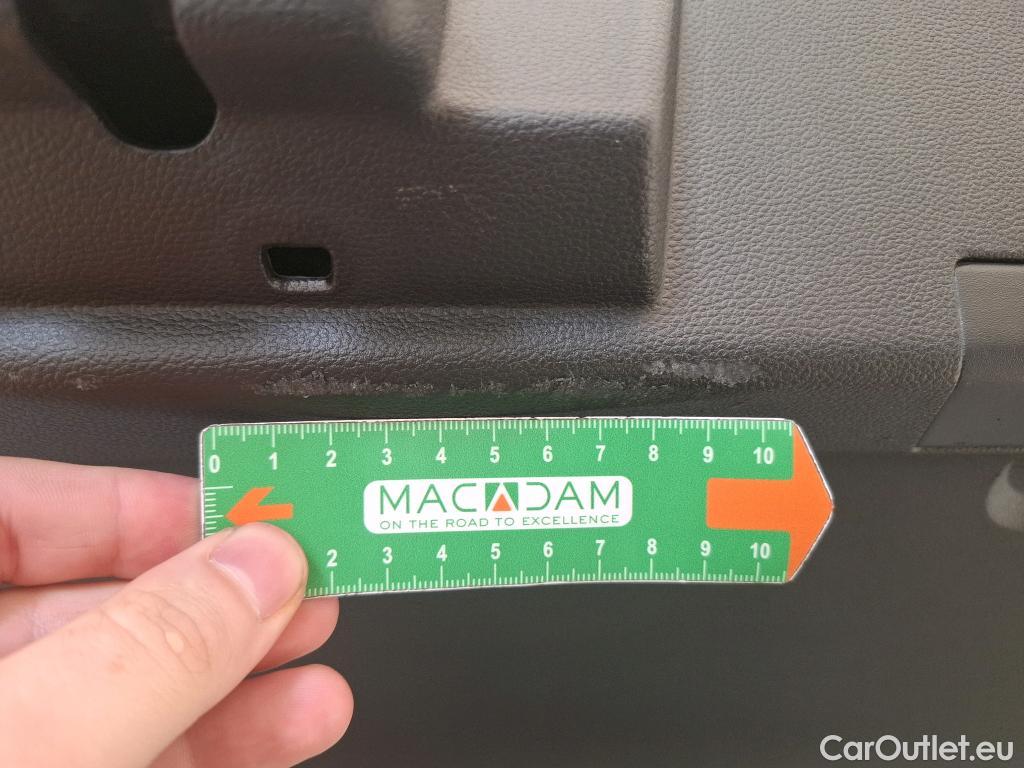 0 1 2 3 4 5 6 7 8 9 10
MACADAM
ON THE ROAD TO EXCELLENCE
2 3 4 5 6 7 8 9 10
CarOutlet.eu